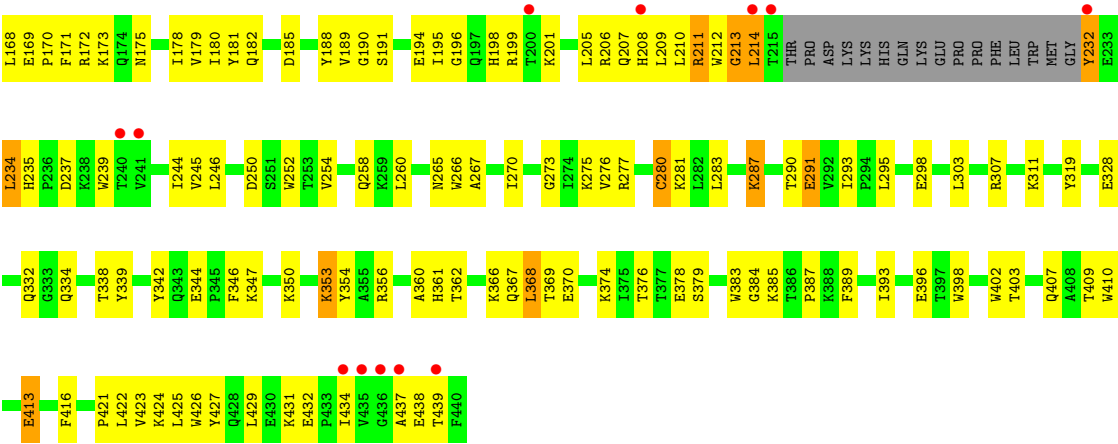 L168 E169 P170 F171 R172 K173 Q174 N175 I178 V179 I180 Y181 Q182 D185 Y188 V189 G190 S191 E194 I195 G196 Q197 H198 R199 T200 K201 L205 R206 Q207 H208 L209 L210 R211 W212 G213 L214 T215 THR PRO ASP LYS LYS HIS GLN LYS GLU PRO PRO PHE LEU TRP MET GLY Y232 E233
L234 H235 P236 D237 K238 W239 T240 V241 I244 V245 L246 D250 S251 W252 T253 V254 Q258 K259 L260 N265 W266 A267 I270 G273 I274 K275 V276 R277 C280 K281 L282 L283 K287 T290 E291 V292 I293 P294 L295 E298 L303 R307 K311 Y319 E328
Q332 G333 Q334 T338 Y339 Y342 Q343 E344 P345 F346 K347 K350 K353 Y354 A355 R356 A360 H361 T362 K366 Q367 L368 T369 E370 K374 I375 T376 T377 E378 S379 W383 G384 K385 T386 P387 K388 F389 I393 E396 T397 W398 W402 T403 Q407 A408 T409 W410
E413 F416 P421 L422 V423 K424 L425 W426 Y427 Q428 L429 E430 K431 E432 P433 I434 V435 G436 A437 E438 T439 F440